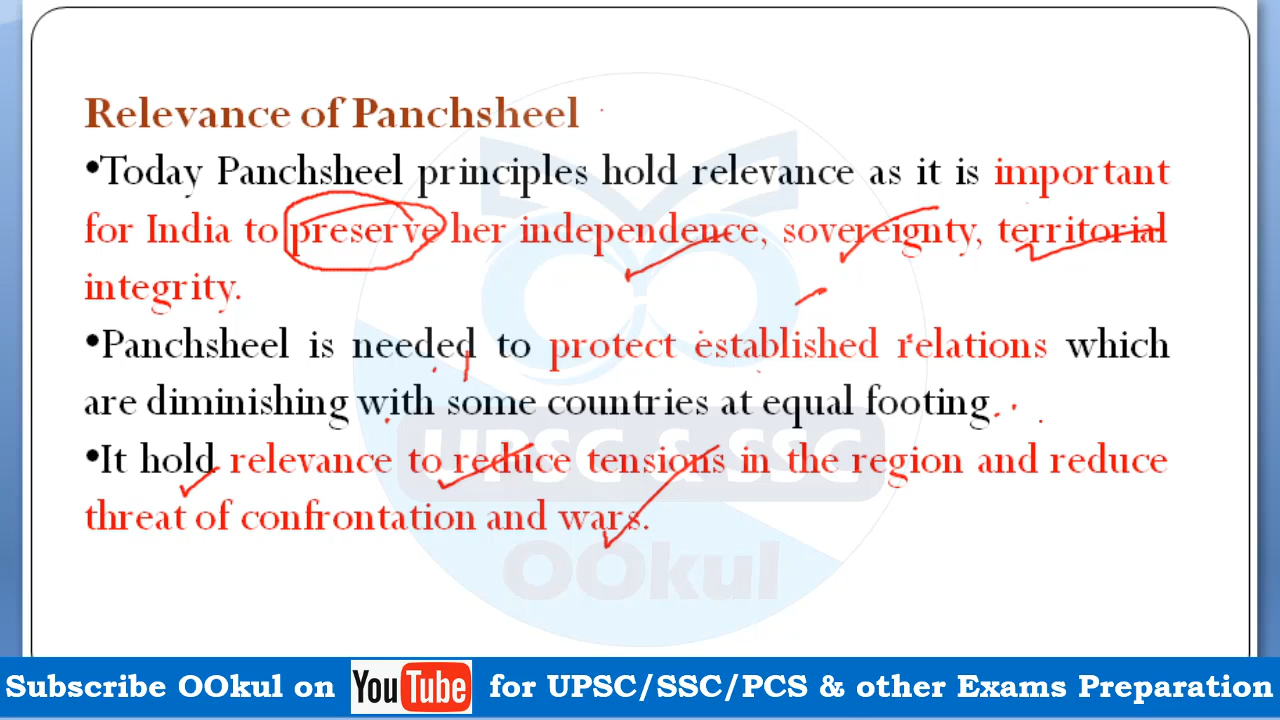 Relevance of Panchsheel
•Today Panchsheel principles hold relevance as it is important
for India to preserve her independence, sovereignty, territorial
integrity.
•Panchsheel is needed to protect established relations which
are diminishing with some countries at equal footing.
•It hold relevance to reduce tensions in the region and reduce
threat of confrontation and wars.
UPSC & SSC
OOkul
Subscribe OOkul on YouTube for UPSC/SSC/PCS & other Exams Preparation